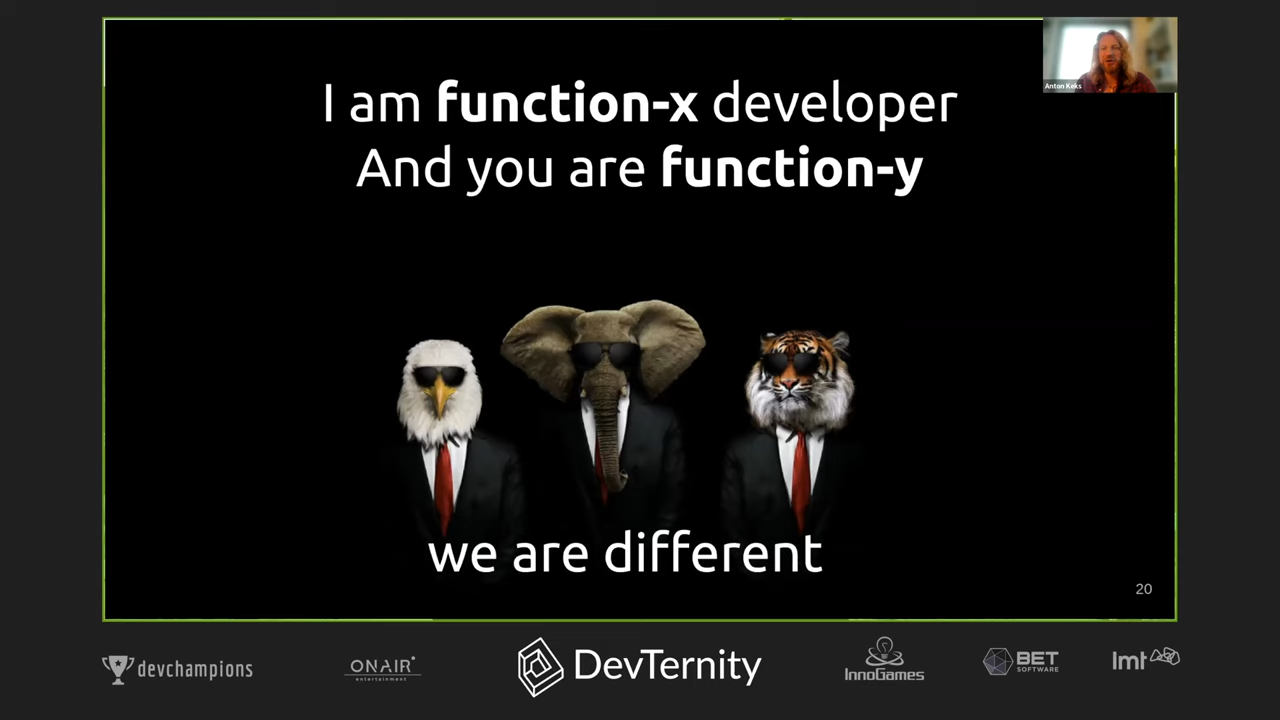 I am function-x developer
And you are function-y
Anton Keks
we are different
20
devchampions
ONAIR
entertainment
DevTernity
InnoGames
BET
SOFTWARE
lmt